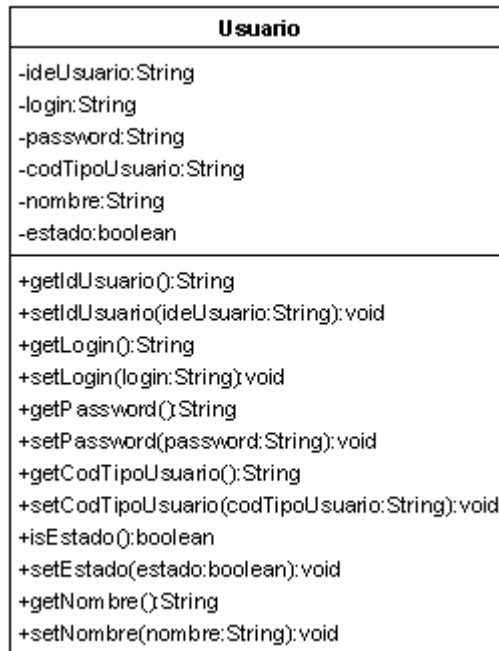 Usuario
-ideUsuario:String
-login:String
-password:String
-codTipoUsuario:String
-nombre:String
-estado:boolean
+getIdUsuario():String
+setIdUsuario(ideUsuario:String):void
+getLogin():String
+setLogin(login:String):void
+getPassword():String
+setPassword(password:String):void
+getCodTipoUsuario():String
+setCodTipoUsuario(codTipoUsuario:String):void
+isEstado():boolean
+setEstado(estado:boolean):void
+getNombre():String
+setNombre(nombre:String):void